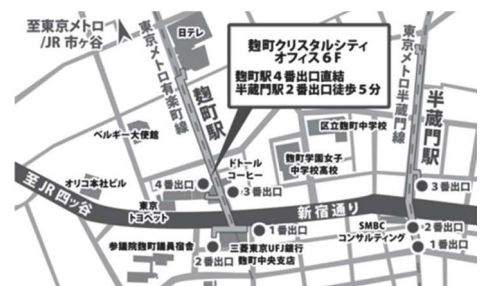 至東京メトロ
/JR 市ヶ谷
日テレ
東京メトロ有楽町線
麹町駅
麹町クリスタルシティ
オフィス6F
麹町駅4番出口直結
半蔵門駅2番出口徒歩5分
東京メトロ半蔵門線
半蔵門駅
ベルギー大使館
区立麹町中学校
麹町学園女子
中学校高校
ドトール
コーヒー
至JR四ッ谷
オリコ本社ビル
4番出口
3番出口
3番出口
東京
トヨペット
新宿通り
1番出口
SMBC
コンサルティング
2番出口
1番出口
参議院麹町議員宿舎
2番出口
三菱東京UFJ銀行
麹町中央支店